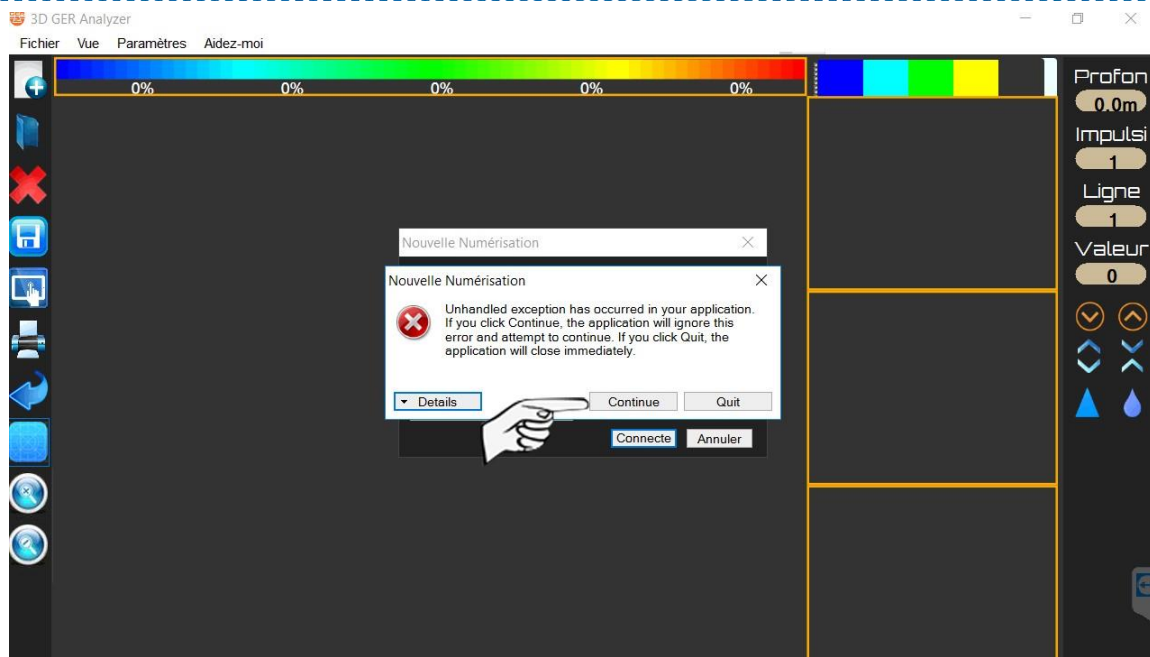 3D GER Analyzer
Fichier Vue Paramètres Aidez-moi
0% 0% 0% 0% 0%
Profon
0.0m
Impulsi
1
Ligne
1
Valeur
0
Nouvelle Numérisation
Nouvelle Numérisation
Unhandled exception has occurred in your application.
If you click Continue, the application will ignore this
error and attempt to continue. If you click Quit, the
application will close immediately.
Details Continue Quit
Connecte Annuler